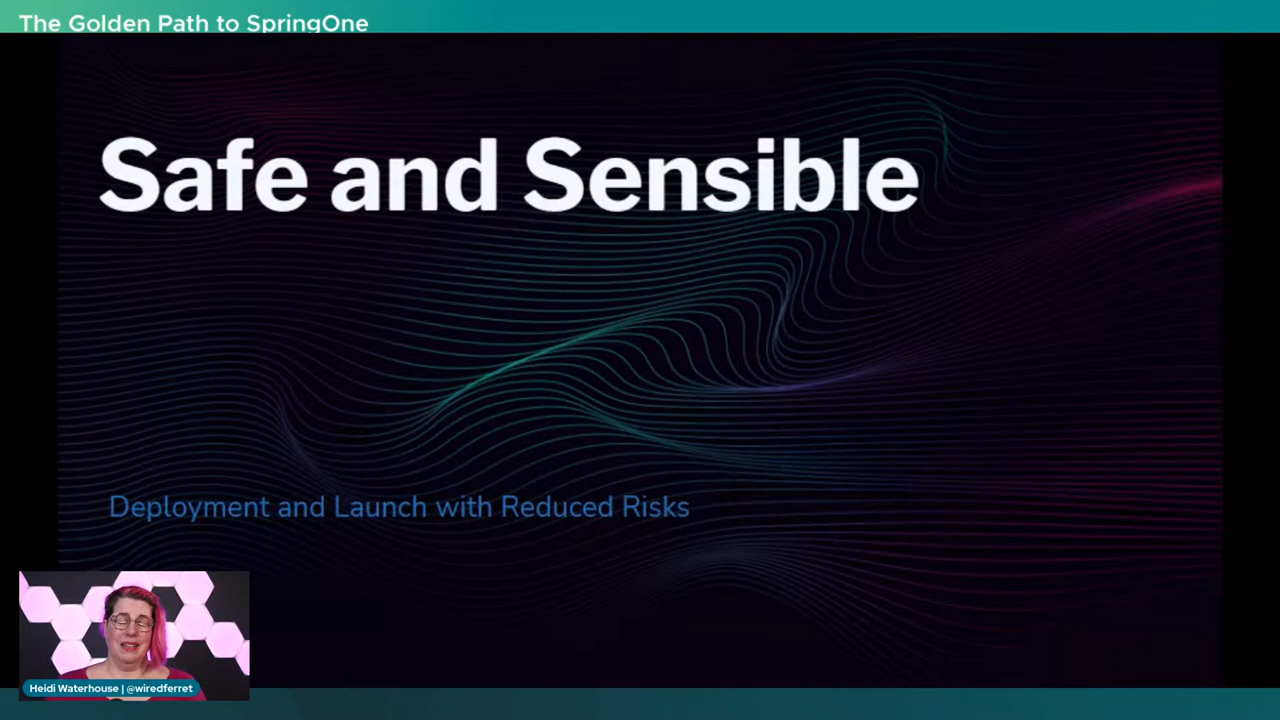 The Golden Path to SpringOne
Safe and Sensible
Deployment and Launch with Reduced Risks
Heidi Waterhouse | @wiredferret